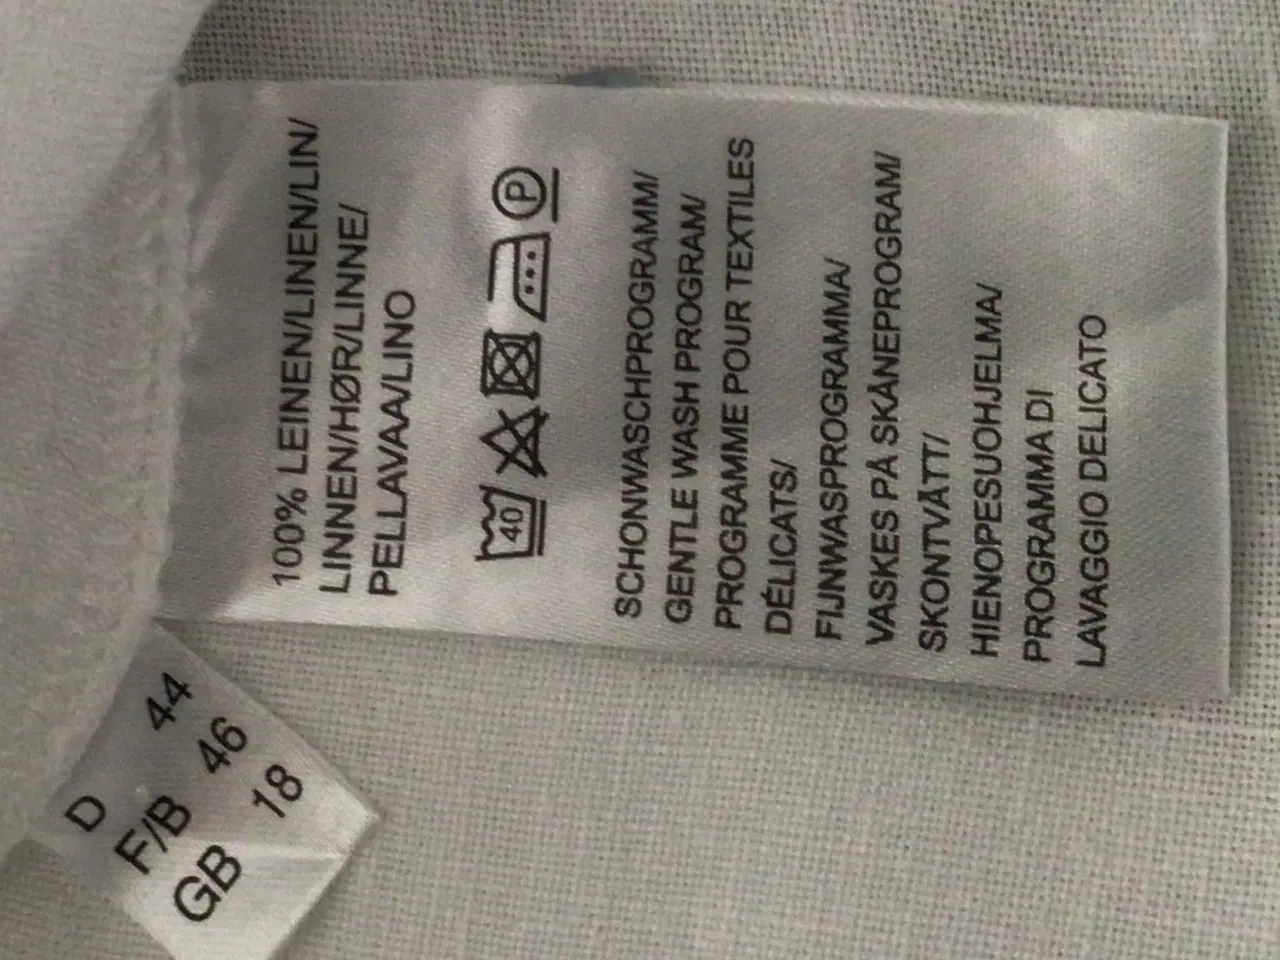 100% LEINEN/LINEN/LIN/
LINNEN/HØR/LINNE/
PELLAVAA/LINO
40
P
SCHONWASCHPROGRAMM/
GENTLE WASH PROGRAM/
PROGRAMME POUR TEXTILES
DÉLICATS/
FIJNWASPROGRAMMA/
VASKES PÅ SKÅNEPROGRAM/
SKONTVÄTT/
HIENOPESUOHJELMA/
PROGRAMMA DI
LAVAGGIO DELICATO
D 44
F/B 46
GB 18